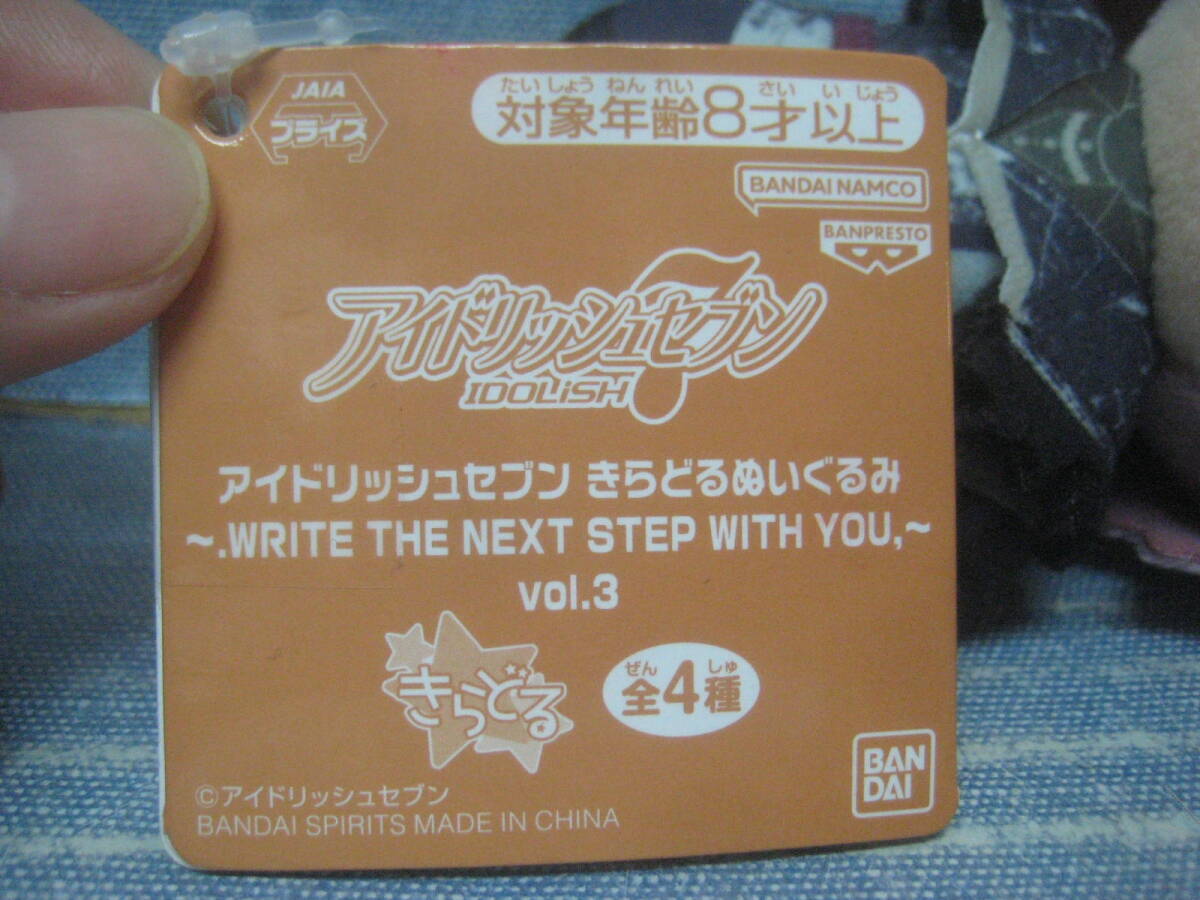 JAIA
プライズ
たいしょうねんれい さい いじょう
対象年齢8才以上
BANDAI NAMCO
BANPRESTO
アイドリッシュセブン
IDOLiSH7
アイドリッシュセブン きらどるぬいぐるみ
~.WRITE THE NEXT STEP WITH YOU,~
vol.3
きらどる
ぜん しゅ
全4種
BAN
DAI
©アイドリッシュセブン
BANDAI SPIRITS MADE IN CHINA